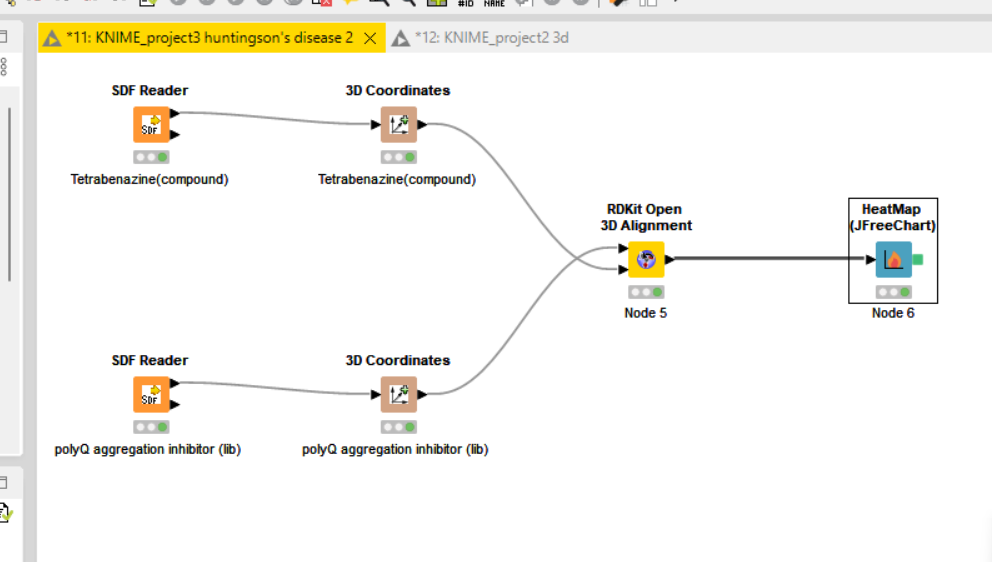 #ID NAME
*11: KNIME_project3 huntingson's disease 2
*12: KNIME_project2 3d
SDF Reader
SDF
Tetrabenazine(compound)
3D Coordinates
Tetrabenazine(compound)
RDKit Open
3D Alignment
Node 5
HeatMap
(JFreeChart)
Node 6
SDF Reader
SDF
polyQ aggregation inhibitor (lib)
3D Coordinates
polyQ aggregation inhibitor (lib)